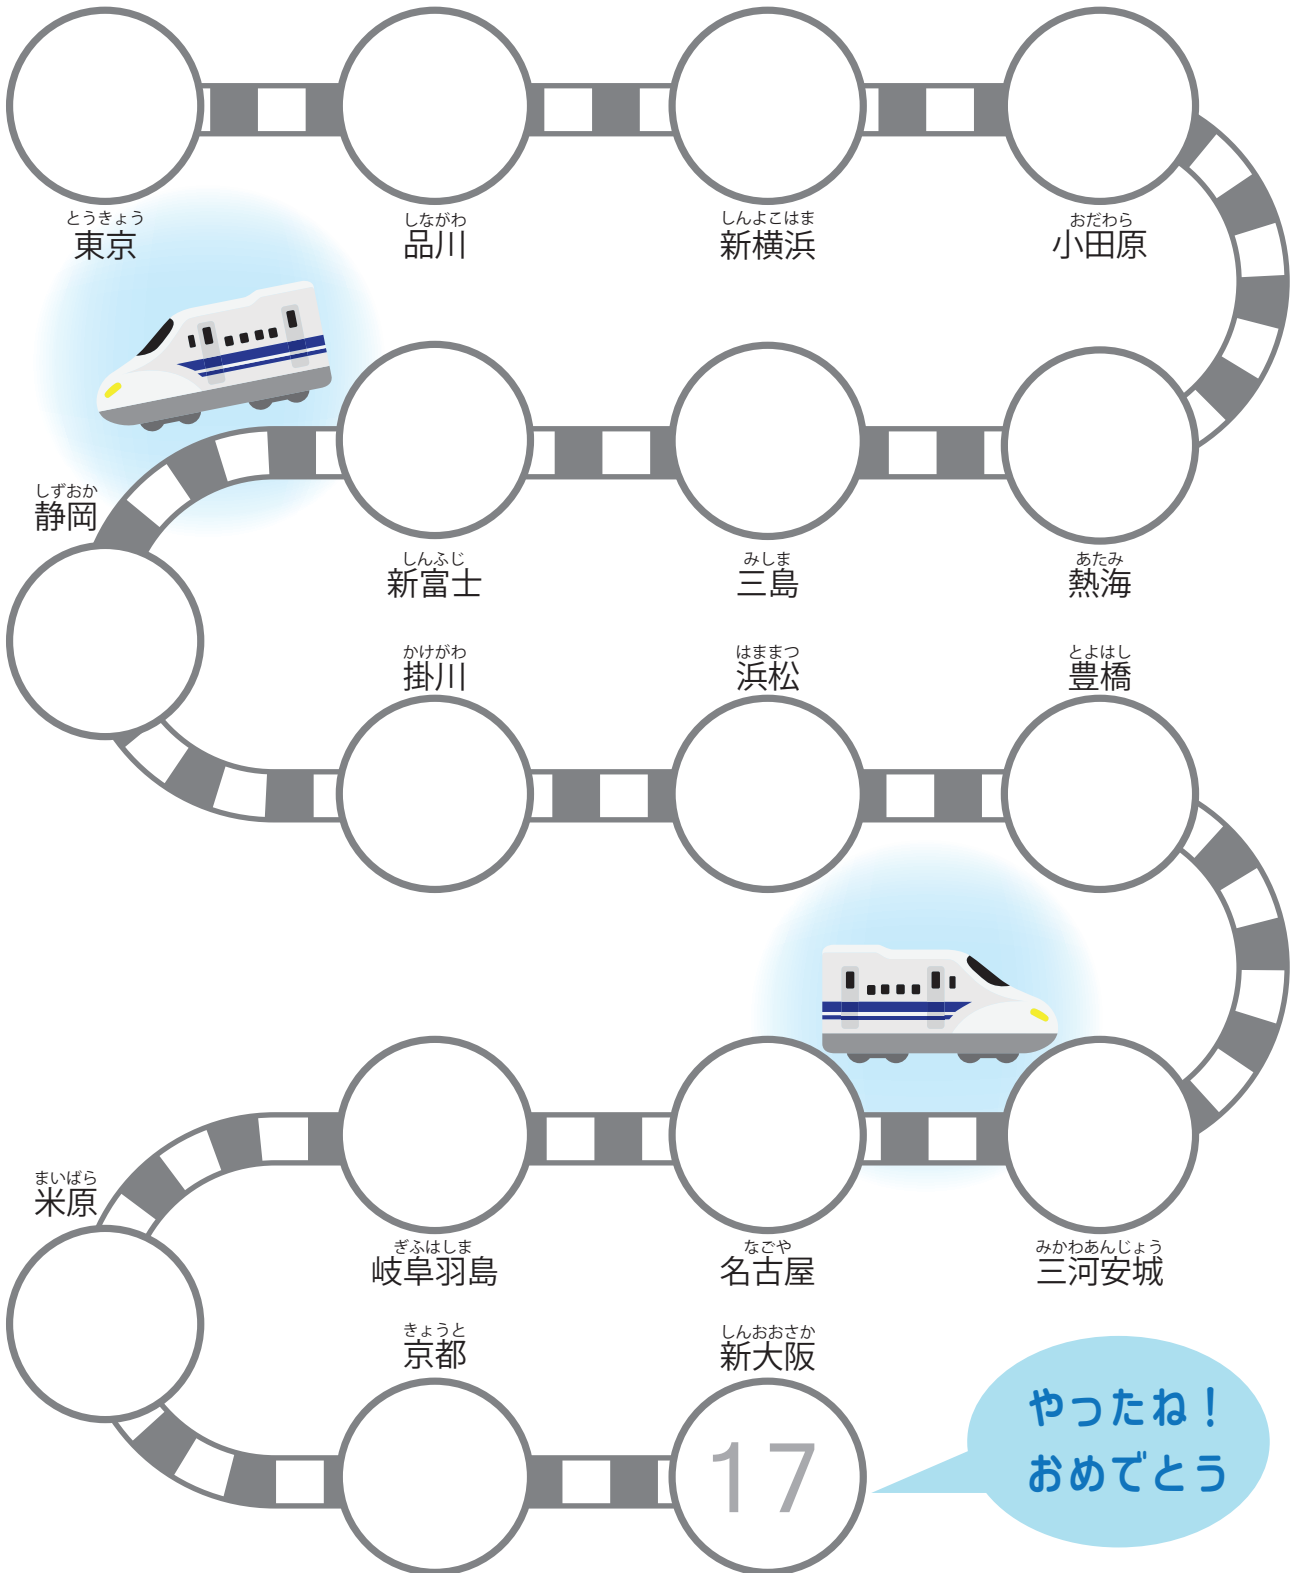 とうきょう
東京
しながわ
品川
しんよこはま
新横浜
おだわら
小田原
あたみ
熱海
みしま
三島
しんふじ
新富士
しずおか
静岡
かけがわ
掛川
はままつ
浜松
とよはし
豊橋
みかわあんじょう
三河安城
なごや
名古屋
ぎふはしま
岐阜羽島
まいばら
米原
きょうと
京都
しんおおさか
新大阪
17
やったね！
おめでとう